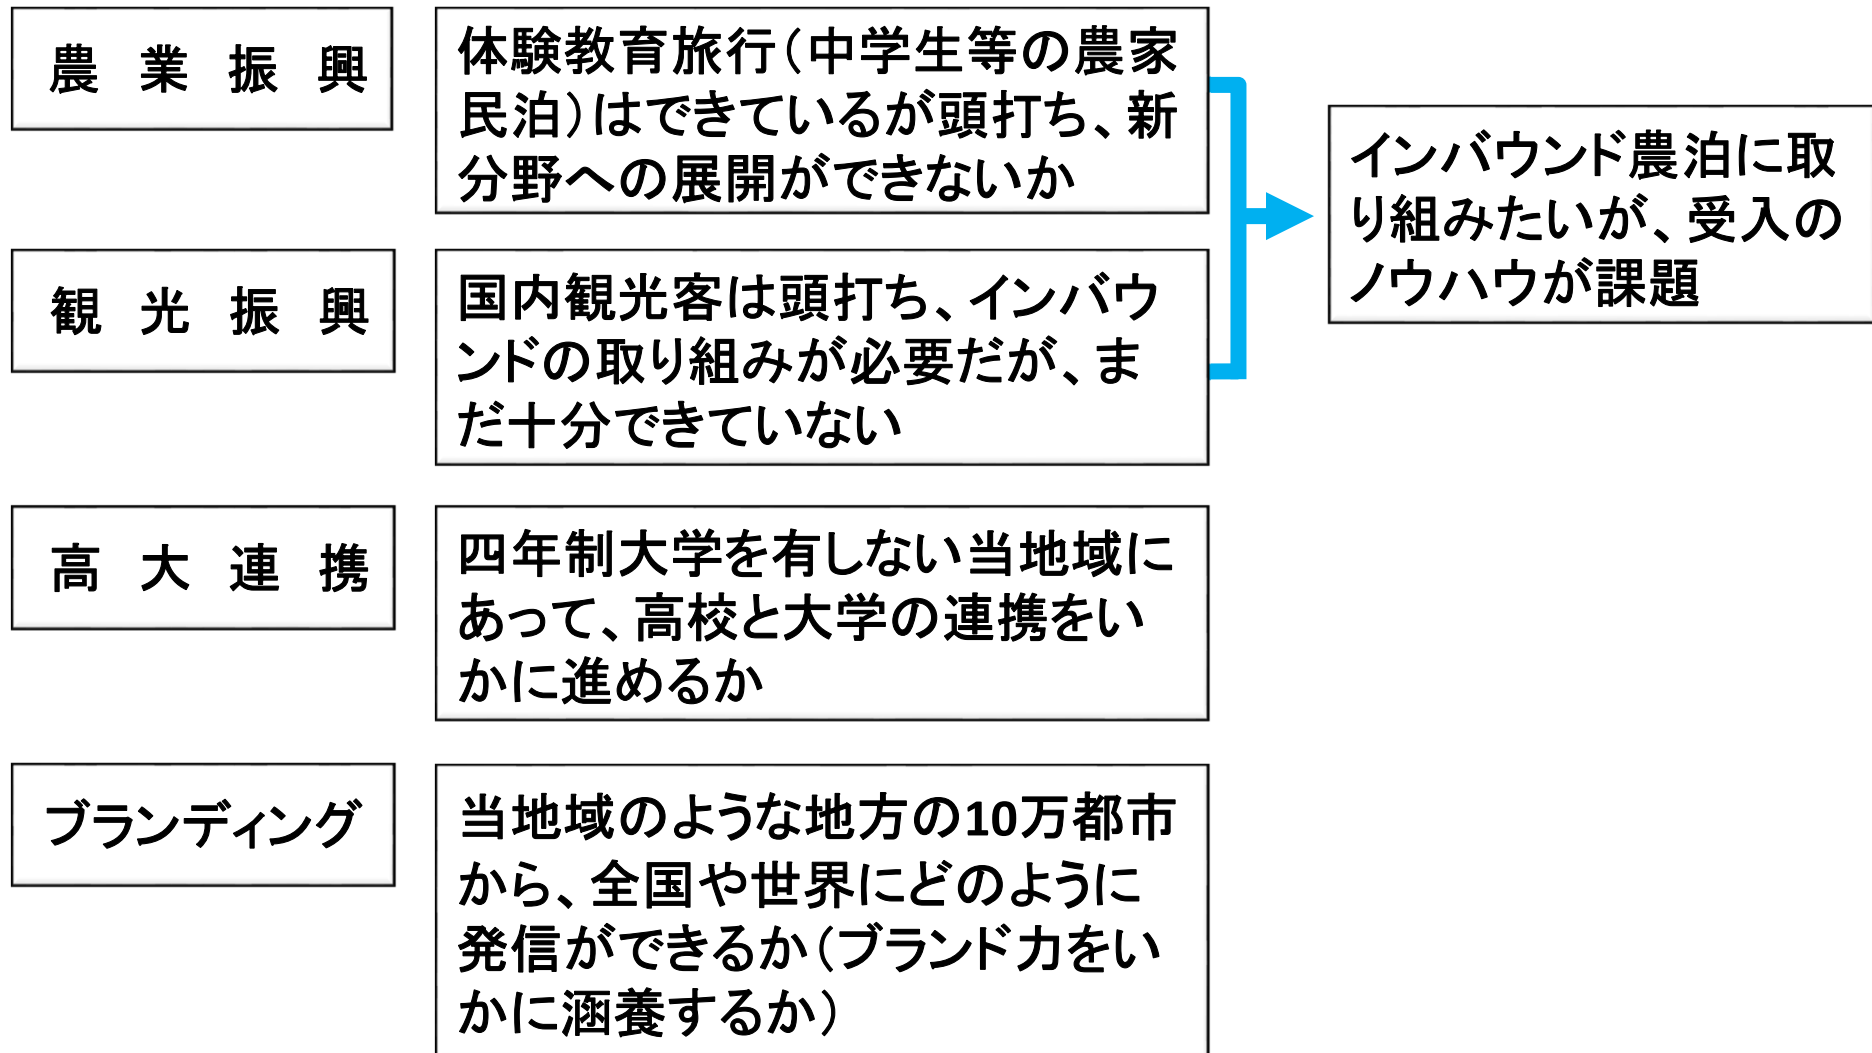 農業振興
体験教育旅行(中学生等の農家
民泊)はできているが頭打ち、新
分野への展開ができないか
インバウンド農泊に取
り組みたいが、受入の
ノウハウが課題
観光振興
国内観光客は頭打ち、インバウ
ンドの取り組みが必要だが、ま
だ十分できていない
高大連携
四年制大学を有しない当地域に
あって、高校と大学の連携をい
かに進めるか
ブランディング
当地域のような地方の10万都市
から、全国や世界にどのように
発信ができるか(ブランド力をい
かに涵養するか)